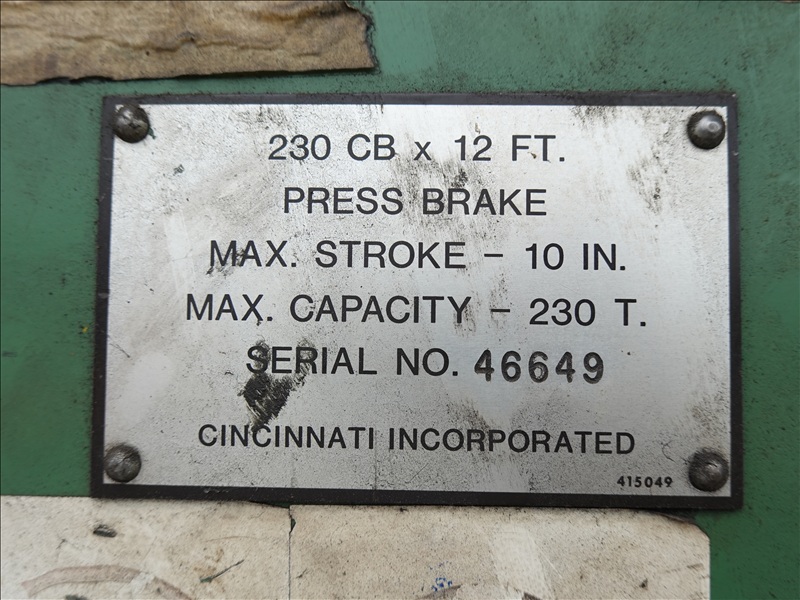 230 CB x 12 FT.
PRESS BRAKE
MAX. STROKE - 10 IN.
MAX. CAPACITY - 230 T.
SERIAL NO. 46649
CINCINNATI INCORPORATED
415049